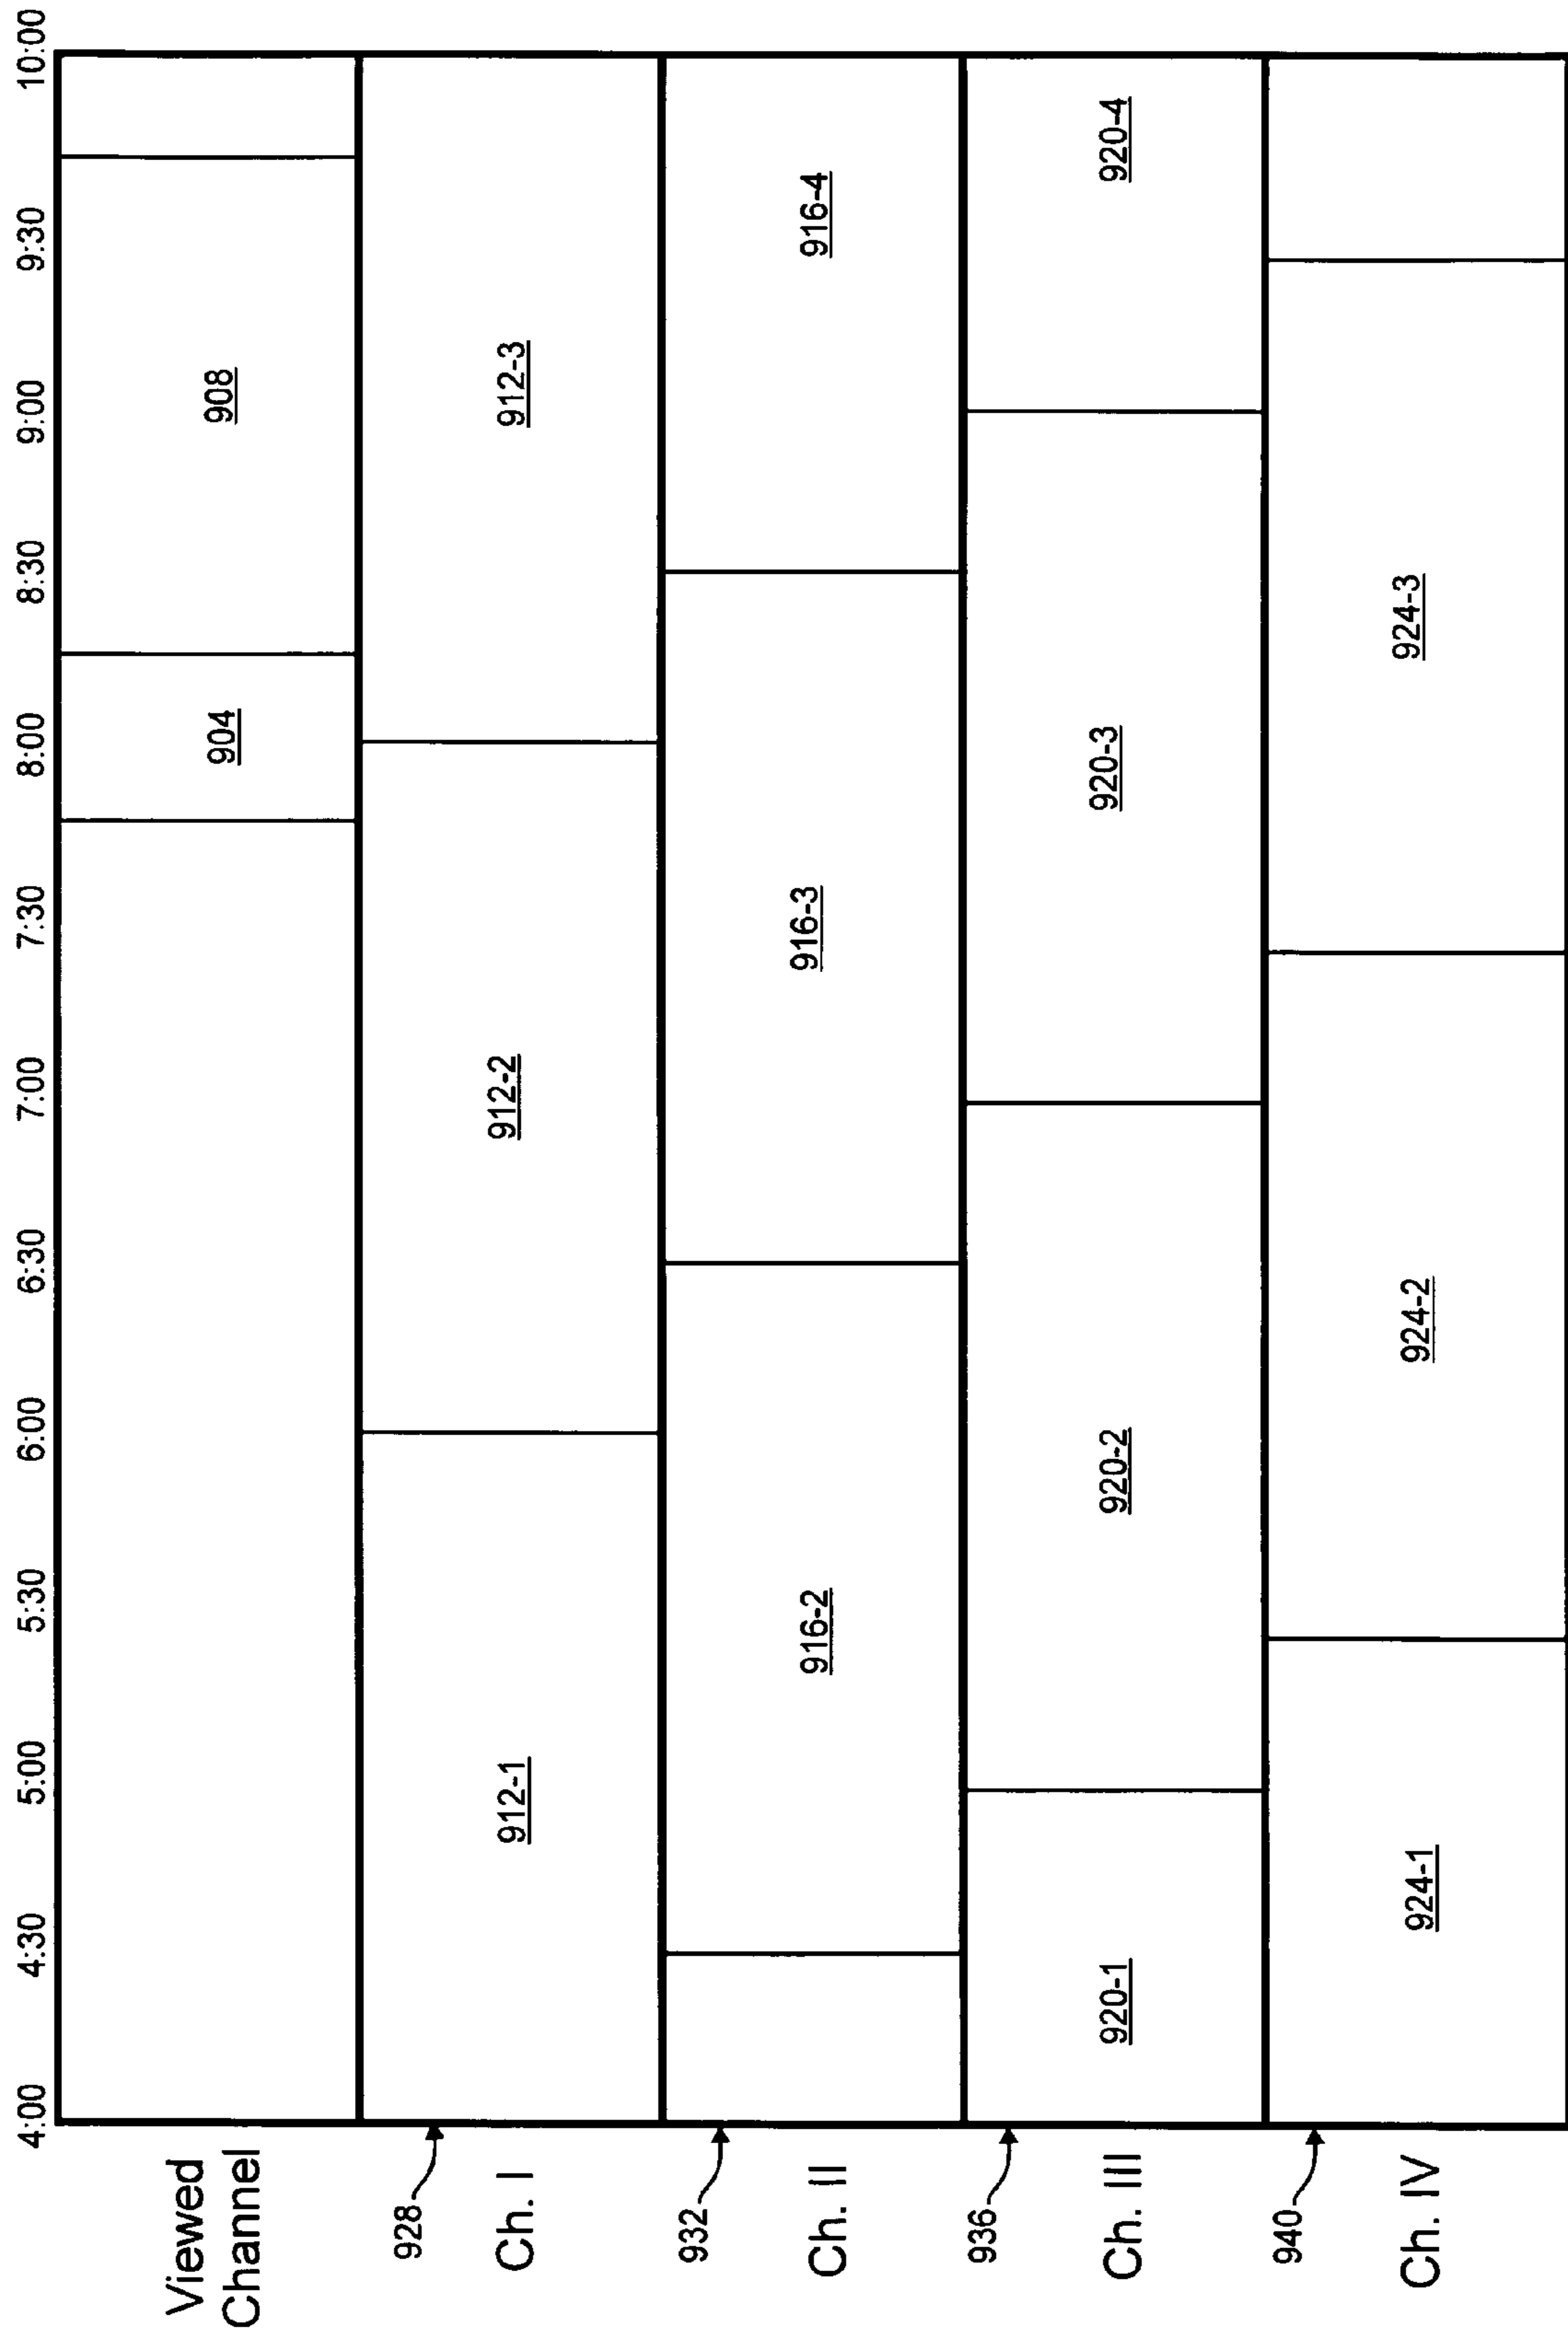 4:00 4:30 5:00 5:30 6:00 6:30 7:00 7:30 8:00 8:30 9:00 9:30 10:00
Viewed
Channel
904 908
928
Ch. I
912-1 912-2 912-3
932
Ch. II
916-2 916-3 916-4
936
Ch. III
920-1 920-2 920-3 920-4
940
Ch. IV
924-1 924-2 924-3